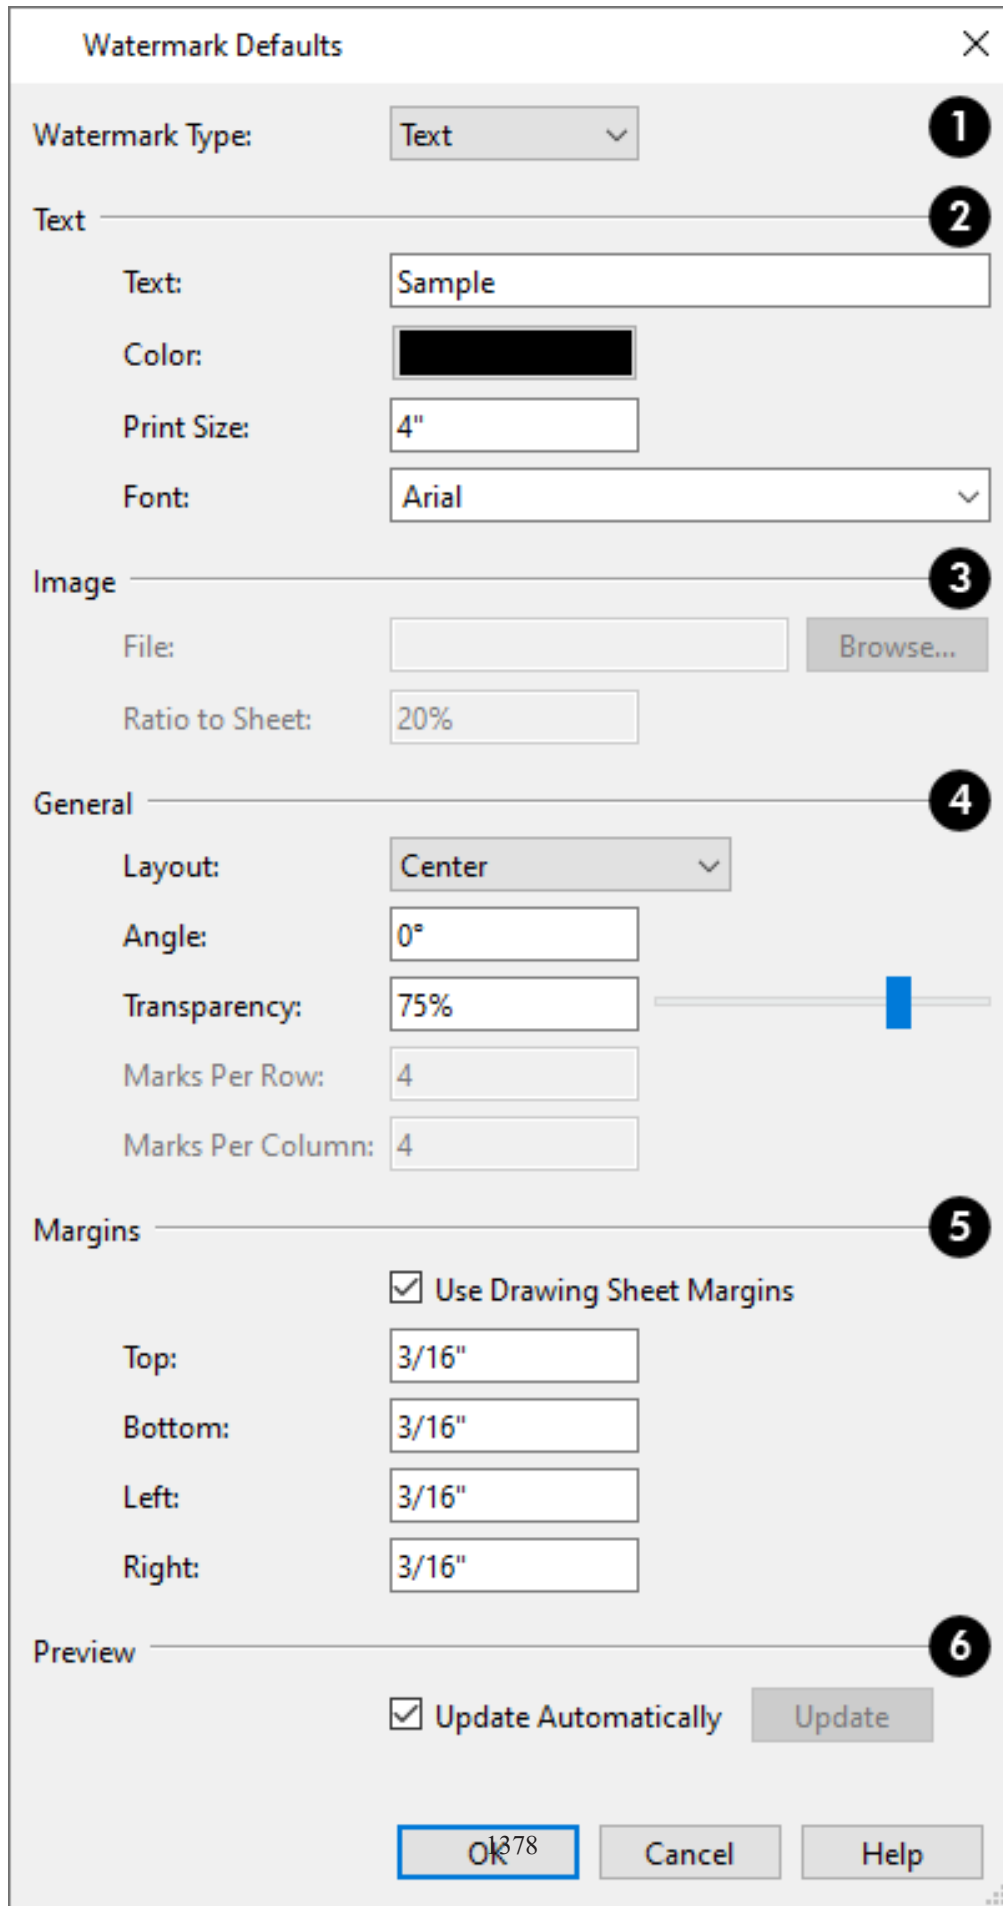 Watermark Defaults
Watermark Type: Text 1
Text 2
Text: Sample
Color:
Print Size: 4"
Font: Arial
Image 3
File: Browse...
Ratio to Sheet: 20%
General 4
Layout: Center
Angle: 0°
Transparency: 75%
Marks Per Row: 4
Marks Per Column: 4
Margins 5
Use Drawing Sheet Margins
Top: 3/16"
Bottom: 3/16"
Left: 3/16"
Right: 3/16"
Preview 6
Update Automatically Update
OK 1378 Cancel Help